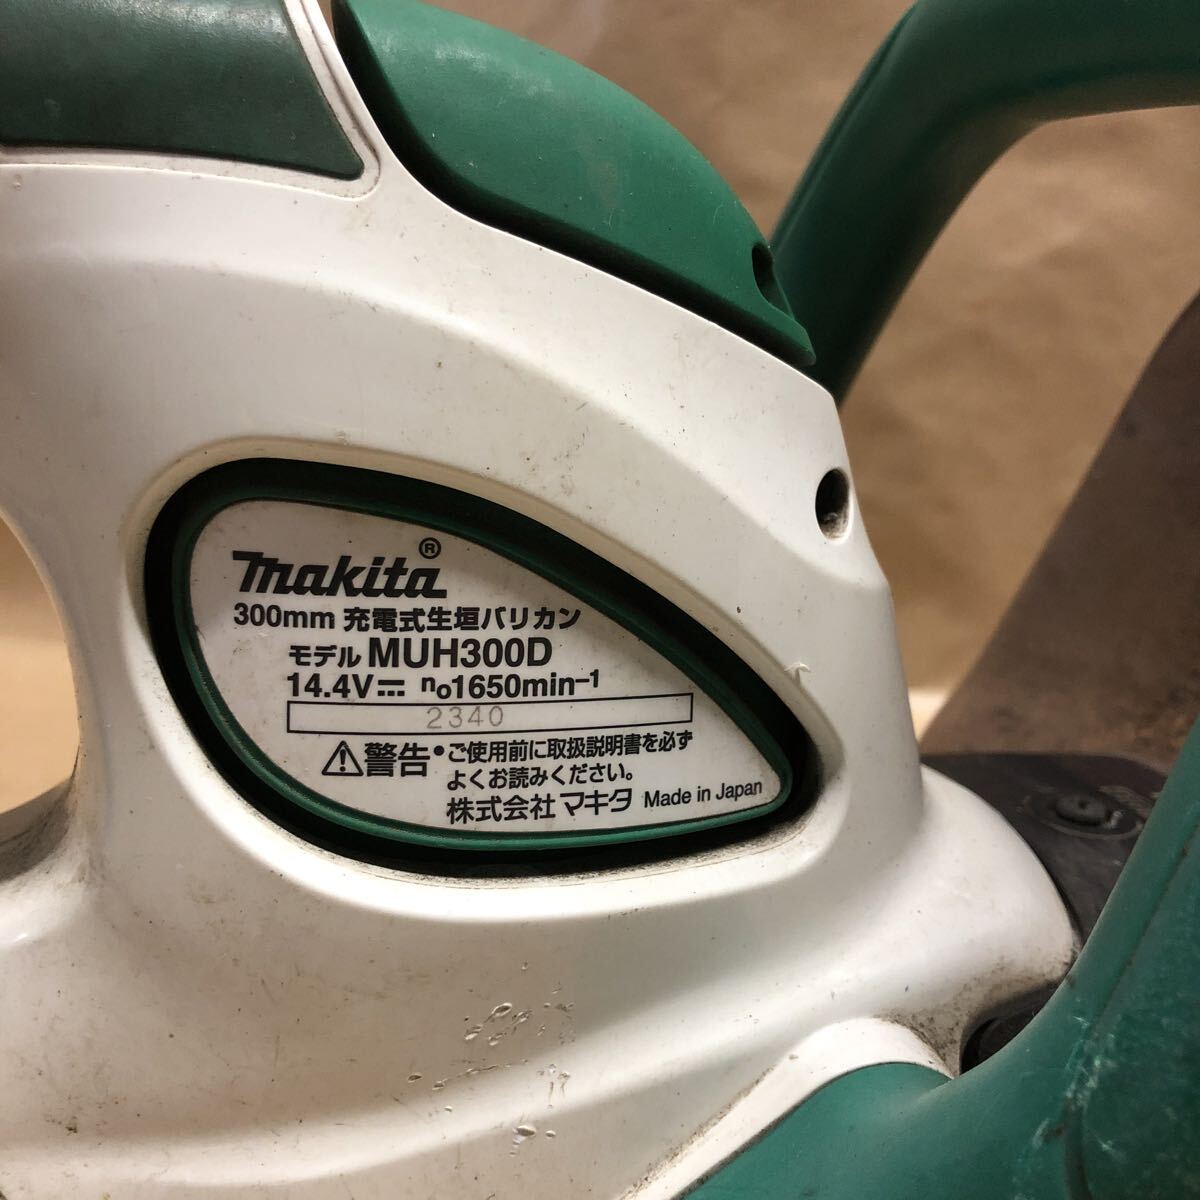 makita®
300mm 充電式生垣バリカン
モデル MUH300D
14.4V⎓ n₀1650min⁻¹
2340
⚠警告 • ご使用前に取扱説明書を必ず
よくお読みください。
株式会社マキタ Made in Japan